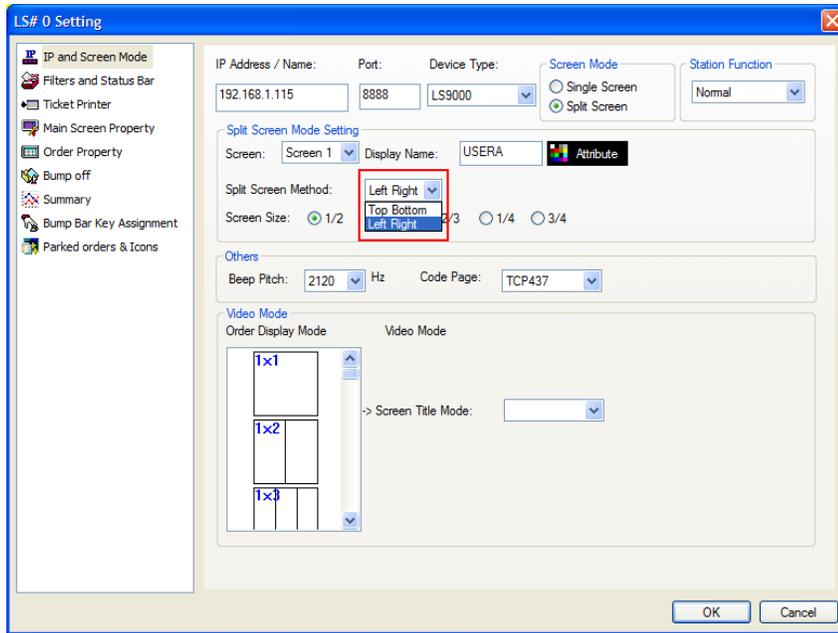 LS# 0 Setting
IP and Screen Mode
Filters and Status Bar
Ticket Printer
Main Screen Property
Order Property
Bump off
Summary
Bump Bar Key Assignment
Parked orders & Icons
IP Address / Name: Port: Device Type:
192.168.1.115 8888 LS9000
Screen Mode
Single Screen
Split Screen
Station Function
Normal
Split Screen Mode Setting
Screen: Screen 1 Display Name: USERA Attribute
Split Screen Method: Left Right
Top Bottom
Left Right
Screen Size: 1/2 2/3 1/4 3/4
Others
Beep Pitch: 2120 Hz Code Page: TCP437
Video Mode
Order Display Mode Video Mode
1x1
1x2
1x3
-> Screen Title Mode:
OK Cancel